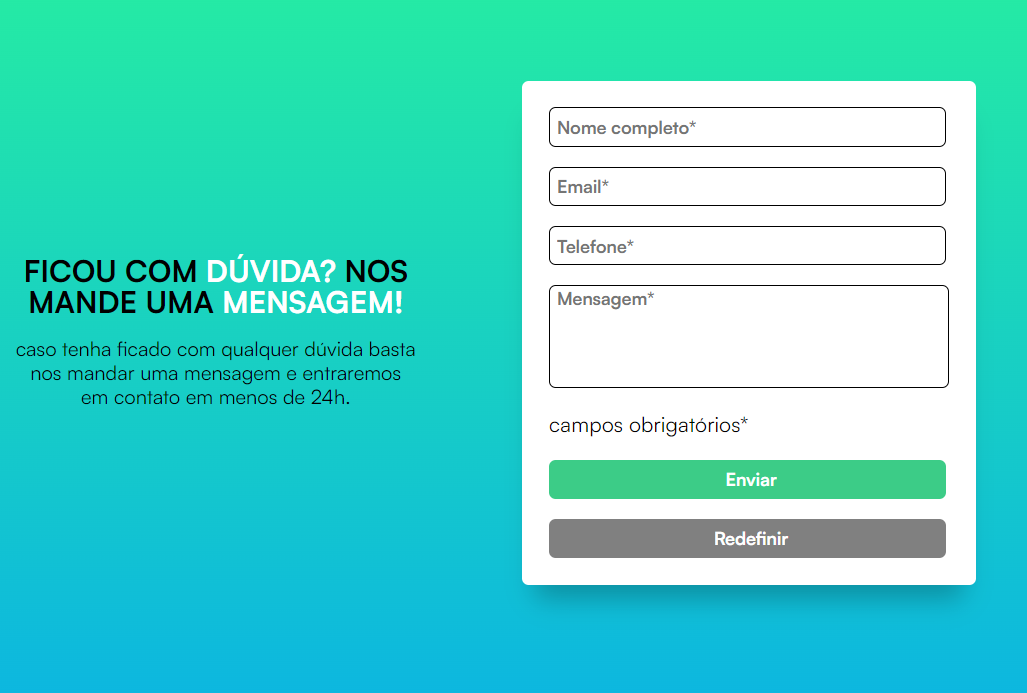 FICOU COM DÚVIDA? NOS
MANDE UMA MENSAGEM!
caso tenha ficado com qualquer dúvida basta
nos mandar uma mensagem e entraremos
em contato em menos de 24h.
Nome completo*
Email*
Telefone*
Mensagem*
campos obrigatórios*
Enviar
Redefinir